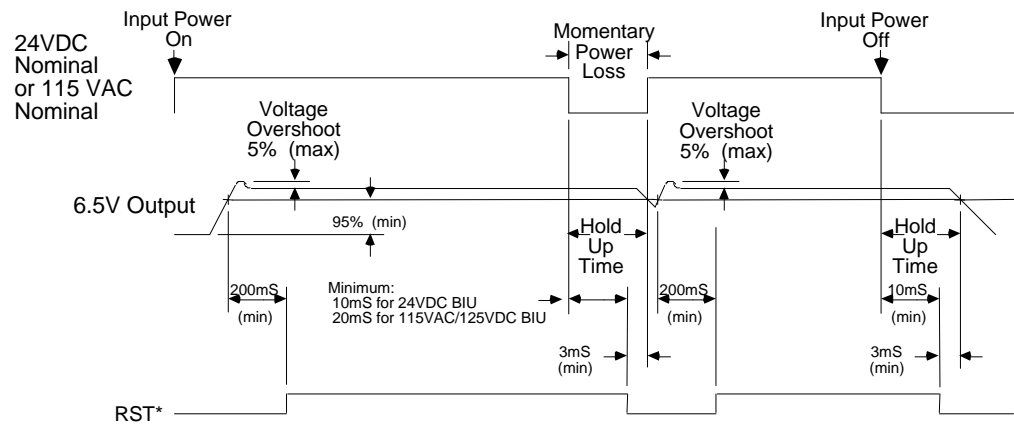 Input Power
On
24VDC
Nominal
or 115 VAC
Nominal
Momentary
Power
Loss
Input Power
Off
Voltage
Overshoot
5% (max)
Voltage
Overshoot
5% (max)
6.5V Output
95% (min)
Hold
Up
Time
Hold
Up
Time
200mS
(min)
Minimum:
10mS for 24VDC BIU
20mS for 115VAC/125VDC BIU
200mS
(min)
10mS
(min)
3mS
(min)
3mS
(min)
RST*